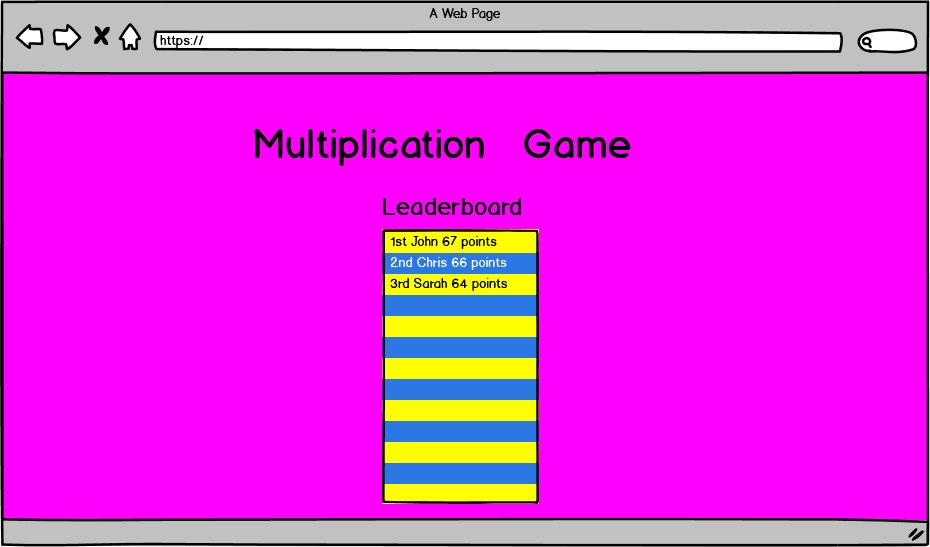 A Web Page
https://
Multiplication Game
Leaderboard
1st John 67 points
2nd Chris 66 points
3rd Sarah 64 points